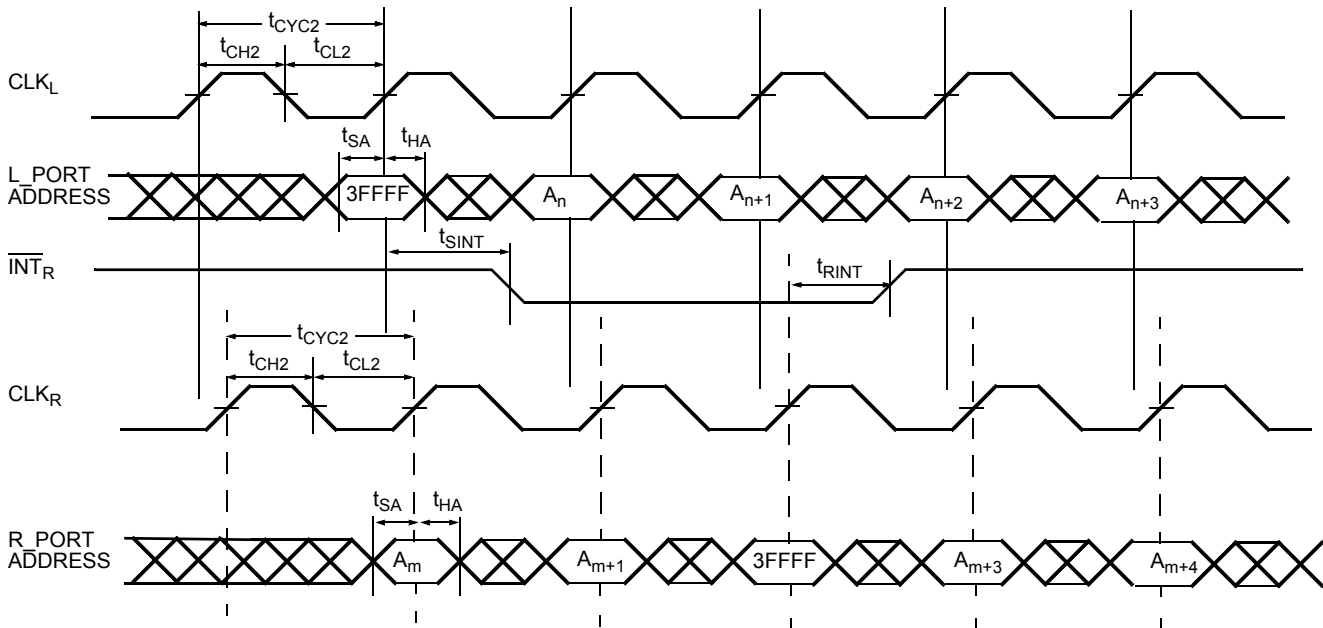 tCYC2
tCH2 tCL2
CLKL
tSA tHA
L_PORT
ADDRESS
3FFFF An An+1 An+2 An+3
tSINT
INTR
tRINT
tCYC2
tCH2 tCL2
CLKR
tSA tHA
R_PORT
ADDRESS
Am Am+1 3FFFF Am+3 Am+4